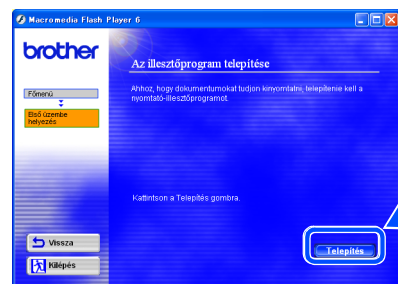 Macromedia Flash Player 6
brother
Az illesztőprogram telepítése
Főmenü
Első üzembe
helyezés
Ahhoz, hogy dokumentumokat tudjon kinyomtatni, telepítenie kell a
nyomtató-illesztőprogramot.
Kattintson a Telepítés gombra.
Vissza
Kilépés
Telepítés